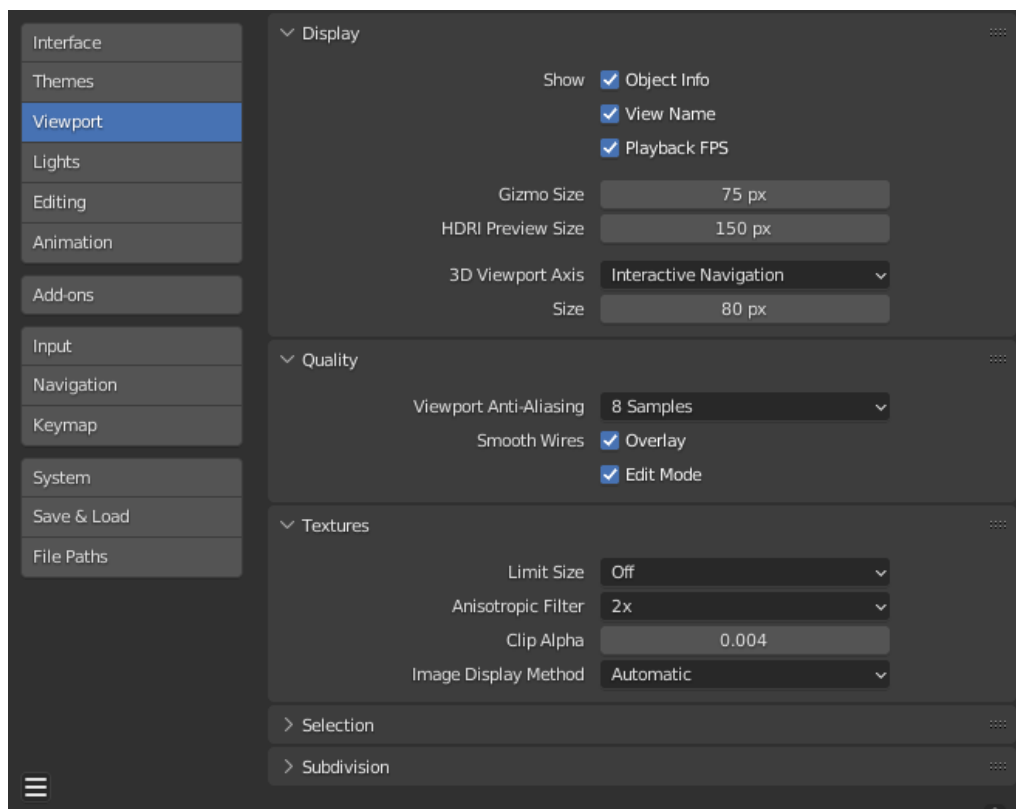 Interface
Themes
Viewport
Lights
Editing
Animation
Add-ons
Input
Navigation
Keymap
System
Save & Load
File Paths
Display
Show Object Info
View Name
Playback FPS
Gizmo Size 75 px
HDRI Preview Size 150 px
3D Viewport Axis Interactive Navigation
Size 80 px
Quality
Viewport Anti-Aliasing 8 Samples
Smooth Wires Overlay
Edit Mode
Textures
Limit Size Off
Anisotropic Filter 2x
Clip Alpha 0.004
Image Display Method Automatic
Selection
Subdivision